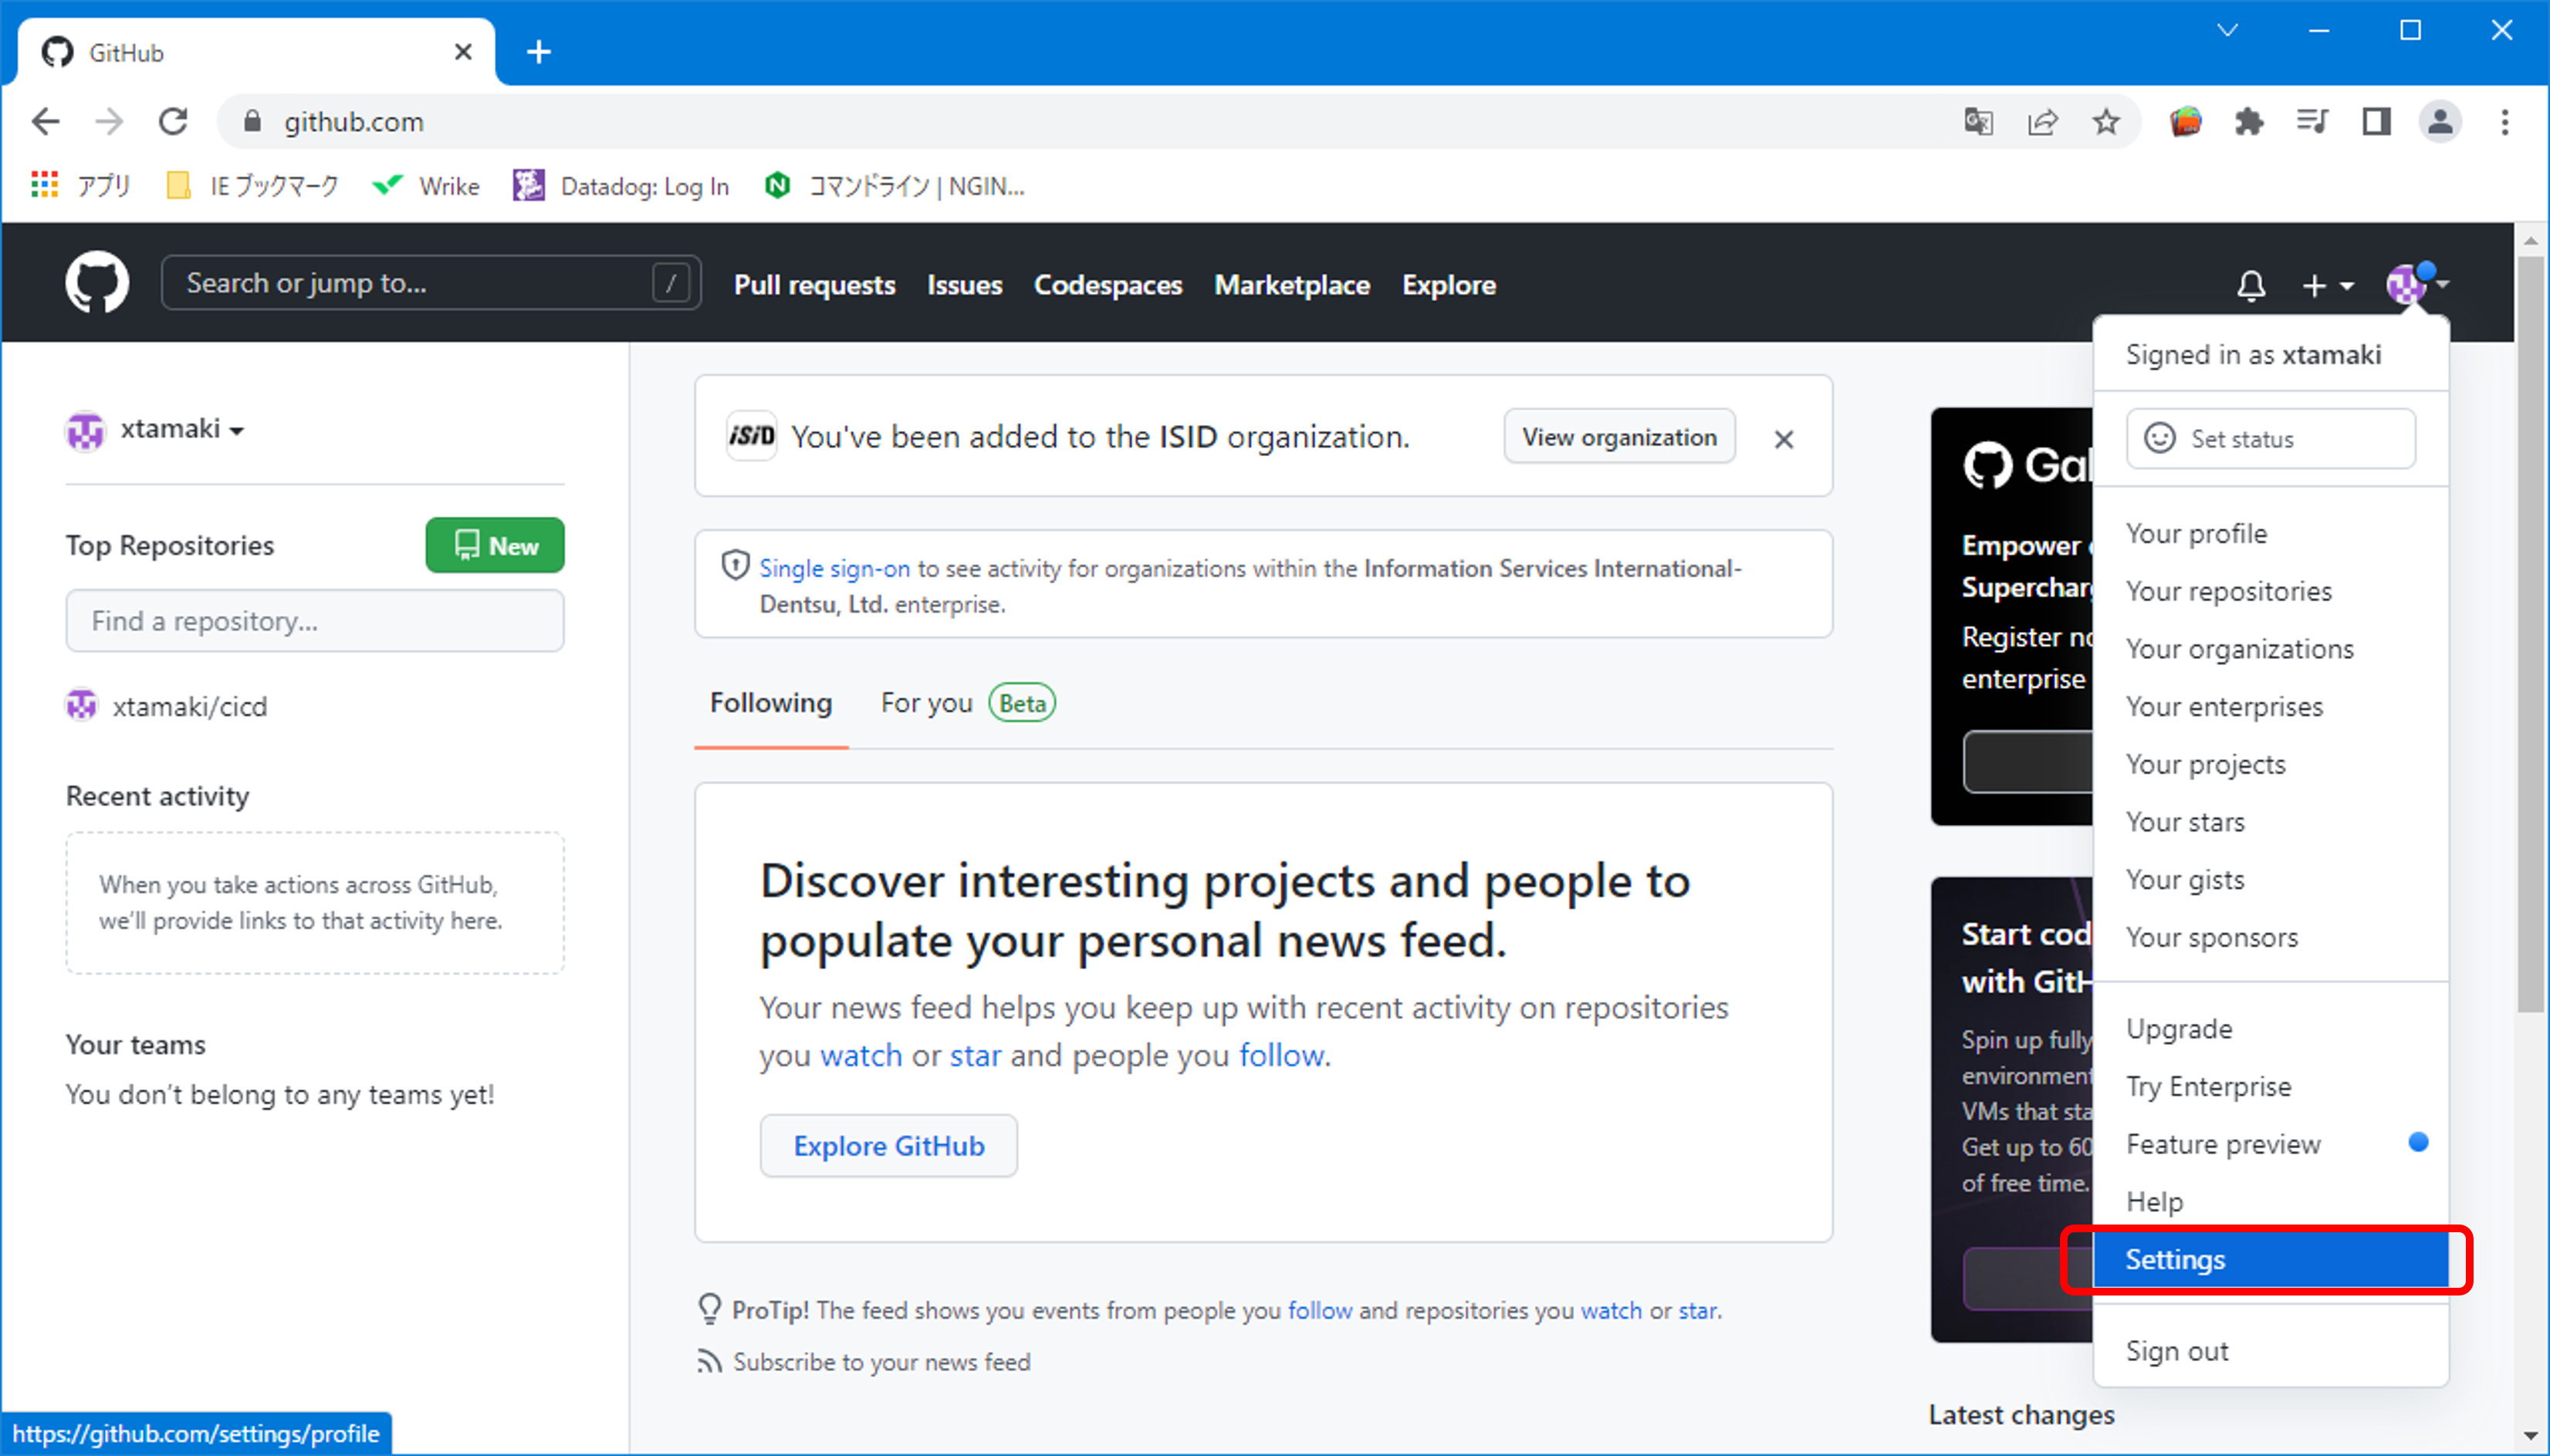 GitHub
github.com
アプリ
IE ブックマーク
Wrike
Datadog: Log In
コマンドライン | NGIN...
Search or jump to...
/
Pull requests
Issues
Codespaces
Marketplace
Explore
xtamaki
Top Repositories
New
Find a repository...
xtamaki/cicd
Recent activity
When you take actions across GitHub,
we'll provide links to that activity here.
Your teams
You don't belong to any teams yet!
iSiD
You've been added to the ISID organization.
View organization
Single sign-on to see activity for organizations within the Information Services International-
Dentsu, Ltd. enterprise.
Following
For you
Beta
Discover interesting projects and people to
populate your personal news feed.
Your news feed helps you keep up with recent activity on repositories
you watch or star and people you follow.
Explore GitHub
ProTip! The feed shows you events from people you follow and repositories you watch or star.
Subscribe to your news feed
Empower
Register
enterprise
Start cod
with GitH
Spin up fully
environment
VMs that sta
Get up to 60
of free time.
Latest changes
Signed in as xtamaki
Set status
Your profile
Your repositories
Your organizations
Your enterprises
Your projects
Your stars
Your gists
Your sponsors
Upgrade
Try Enterprise
Feature preview
Help
Settings
Sign out
https://github.com/settings/profile